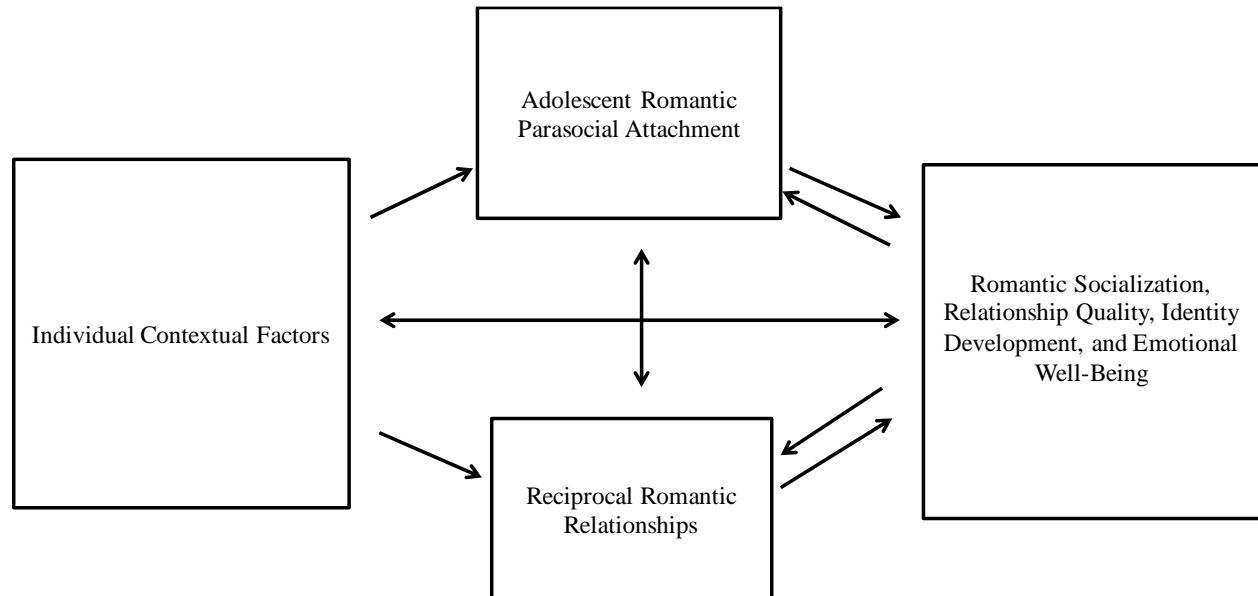 Adolescent Romantic
Parasocial Attachment
Individual Contextual Factors
Romantic Socialization,
Relationship Quality, Identity
Development, and Emotional
Well-Being
Reciprocal Romantic
Relationships